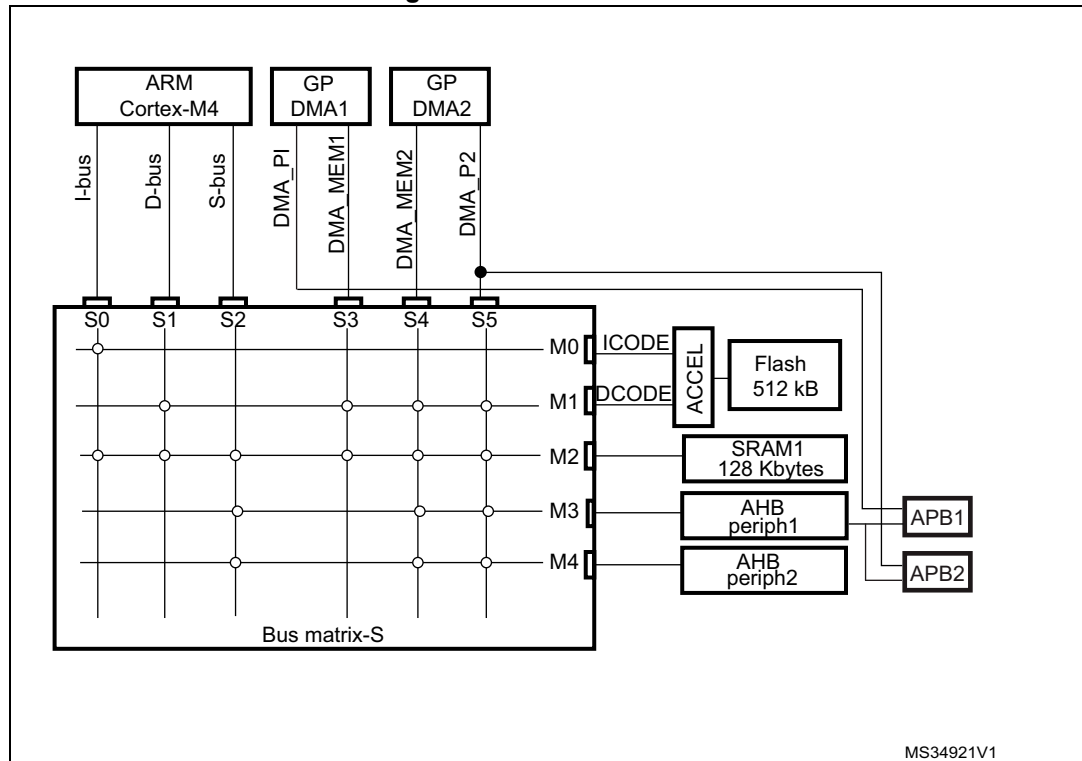 ARM
Cortex-M4
GP
DMA1
GP
DMA2
I-bus
D-bus
S-bus
DMA_PI
DMA_MEM1
DMA_MEM2
DMA_P2
S0 S1 S2 S3 S4 S5
M0 ICODE
M1 DCODE
ACCEL
Flash
512 kB
M2
SRAM1
128 Kbytes
M3
AHB
periph1
APB1
M4
AHB
periph2
APB2
Bus matrix-S
MS34921V1